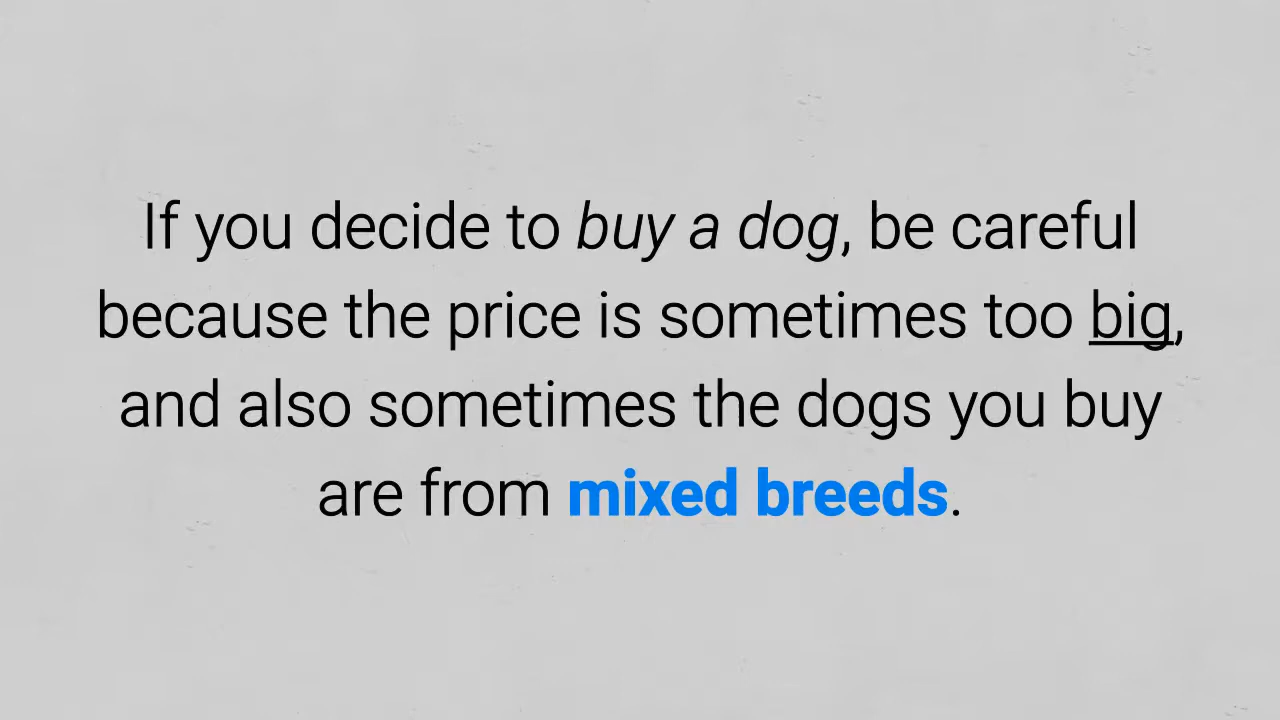 If you decide to buy a dog, be careful
because the price is sometimes too big,
and also sometimes the dogs you buy
are from mixed breeds.